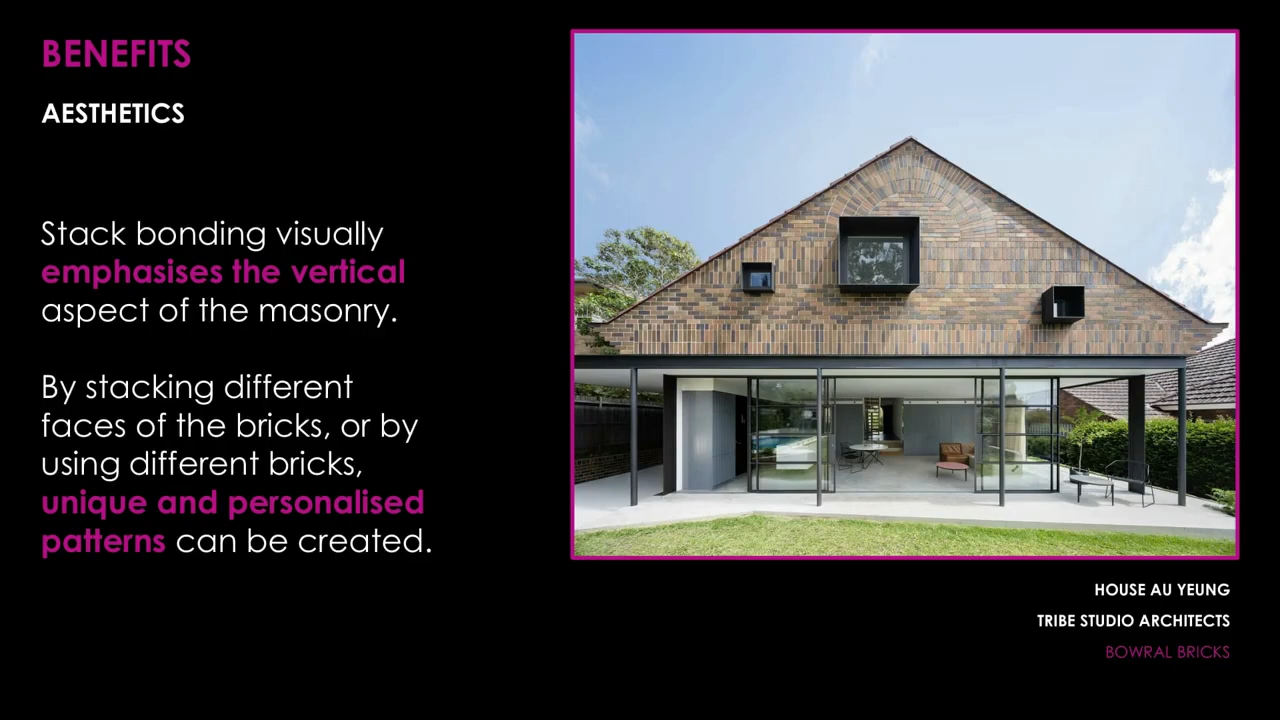 BENEFITS
AESTHETICS
Stack bonding visually
emphasises the vertical
aspect of the masonry.
By stacking different
faces of the bricks, or by
using different bricks,
unique and personalised
patterns can be created.
HOUSE AU YEUNG
TRIBE STUDIO ARCHITECTS
BOWRAL BRICKS